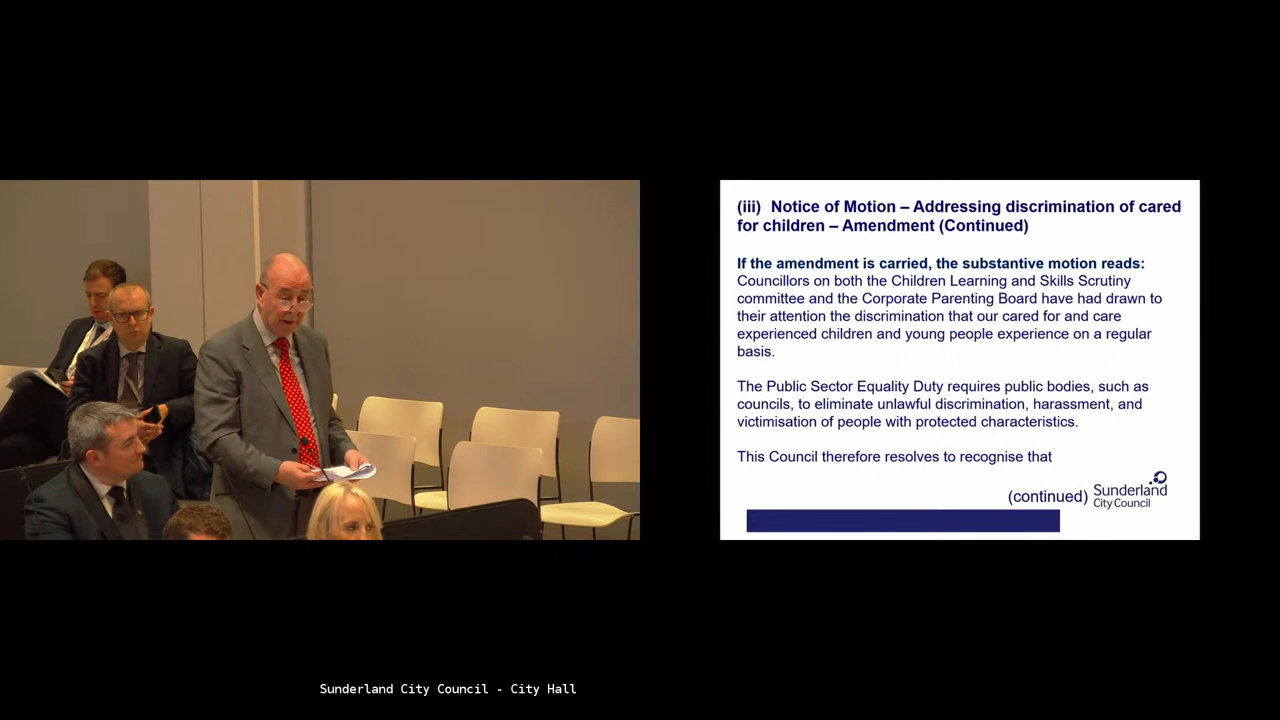 (iii) Notice of Motion – Addressing discrimination of cared
for children – Amendment (Continued)
If the amendment is carried, the substantive motion reads:
Councillors on both the Children Learning and Skills Scrutiny
committee and the Corporate Parenting Board have had drawn to
their attention the discrimination that our cared for and care
experienced children and young people experience on a regular
basis.
The Public Sector Equality Duty requires public bodies, such as
councils, to eliminate unlawful discrimination, harassment, and
victimisation of people with protected characteristics.
This Council therefore resolves to recognise that
(continued)
Sunderland
City Council
Sunderland City Council - City Hall